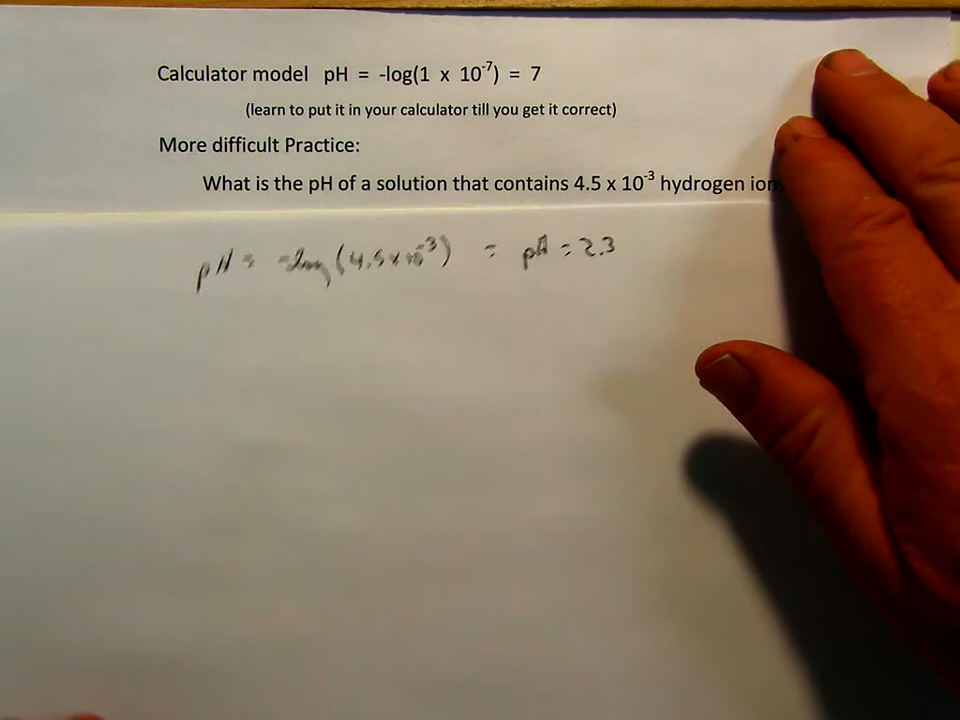 Calculator model pH = -log(1 x 10⁻⁷) = 7
(learn to put it in your calculator till you get it correct)
More difficult Practice:
What is the pH of a solution that contains 4.5 x 10⁻³ hydrogen ion
pH = -log(4.5x10⁻³) = pH = 2.3